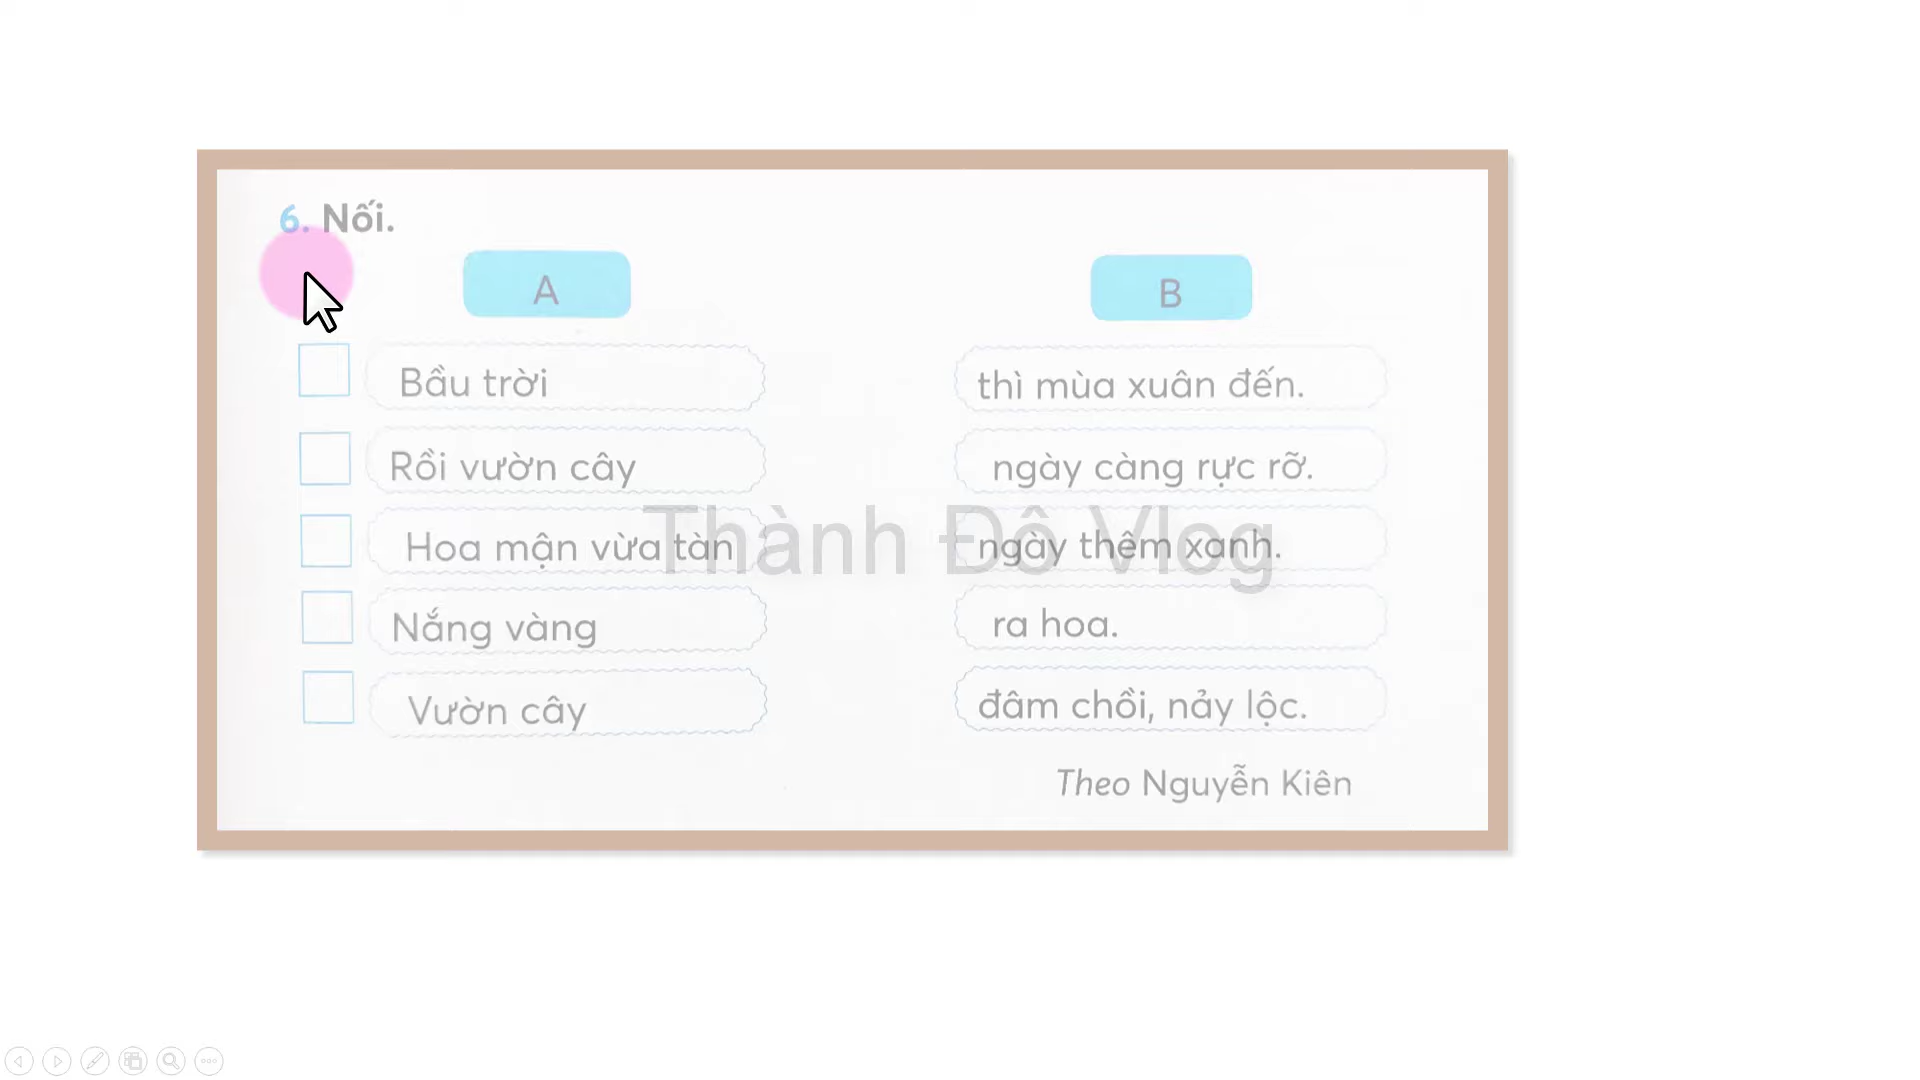 6. Nối.
A
B
Bầu trời
thì mùa xuân đến.
Rồi vườn cây
ngày càng rực rỡ.
Hoa mận vừa tàn
ngày thêm xanh.
Thành Đô Vlog
Nắng vàng
ra hoa.
Vườn cây
đâm chồi, nảy lộc.
Theo Nguyễn Kiên